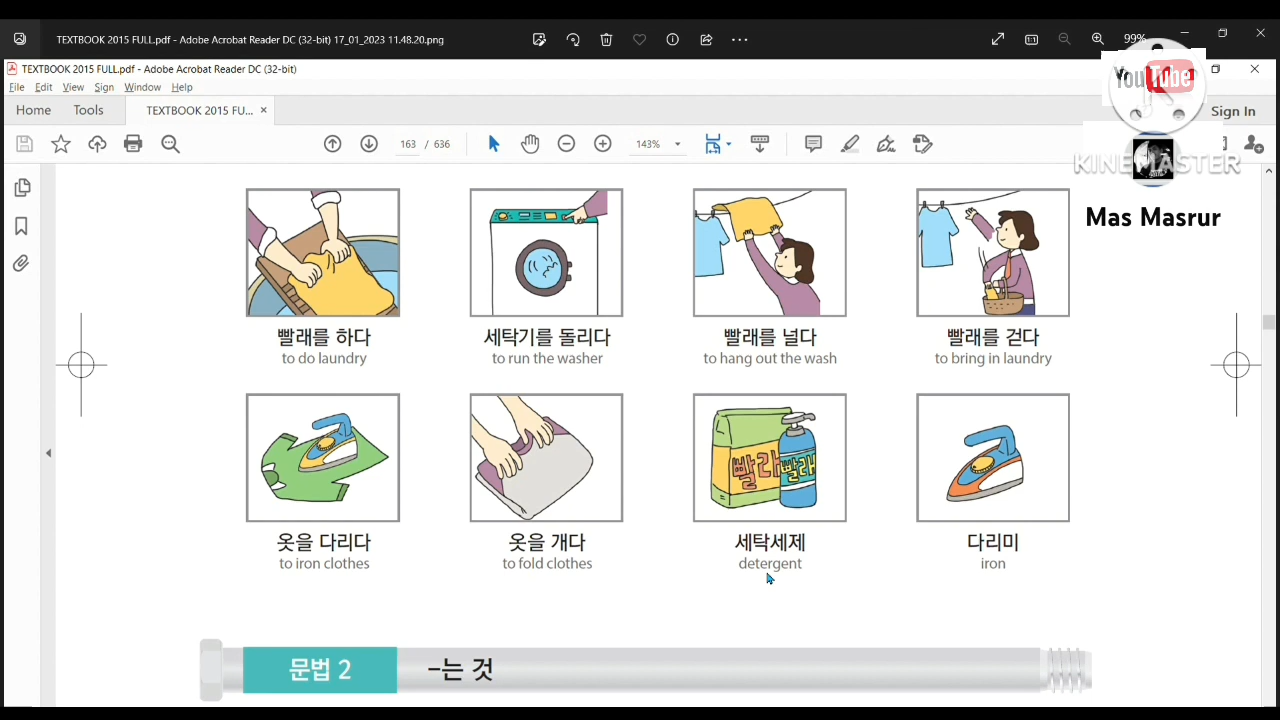 TEXTBOOK 2015 FULL.pdf - Adobe Acrobat Reader DC (32-bit) 17_01_2023 11.48.20.png
99%
TEXTBOOK 2015 FULL.pdf - Adobe Acrobat Reader DC (32-bit)
File Edit View Sign Window Help
YouTube
Home Tools TEXTBOOK 2015 FU... × Sign In
163 / 636 143%
KINEMASTER
Mas Masrur
빨래를 하다 세탁기를 돌리다 빨래를 널다 빨래를 걷다
to do laundry to run the washer to hang out the wash to bring in laundry
빨래 빨래
옷을 다리다 옷을 개다 세탁세제 다리미
to iron clothes to fold clothes detergent iron
문법 2 -는 것